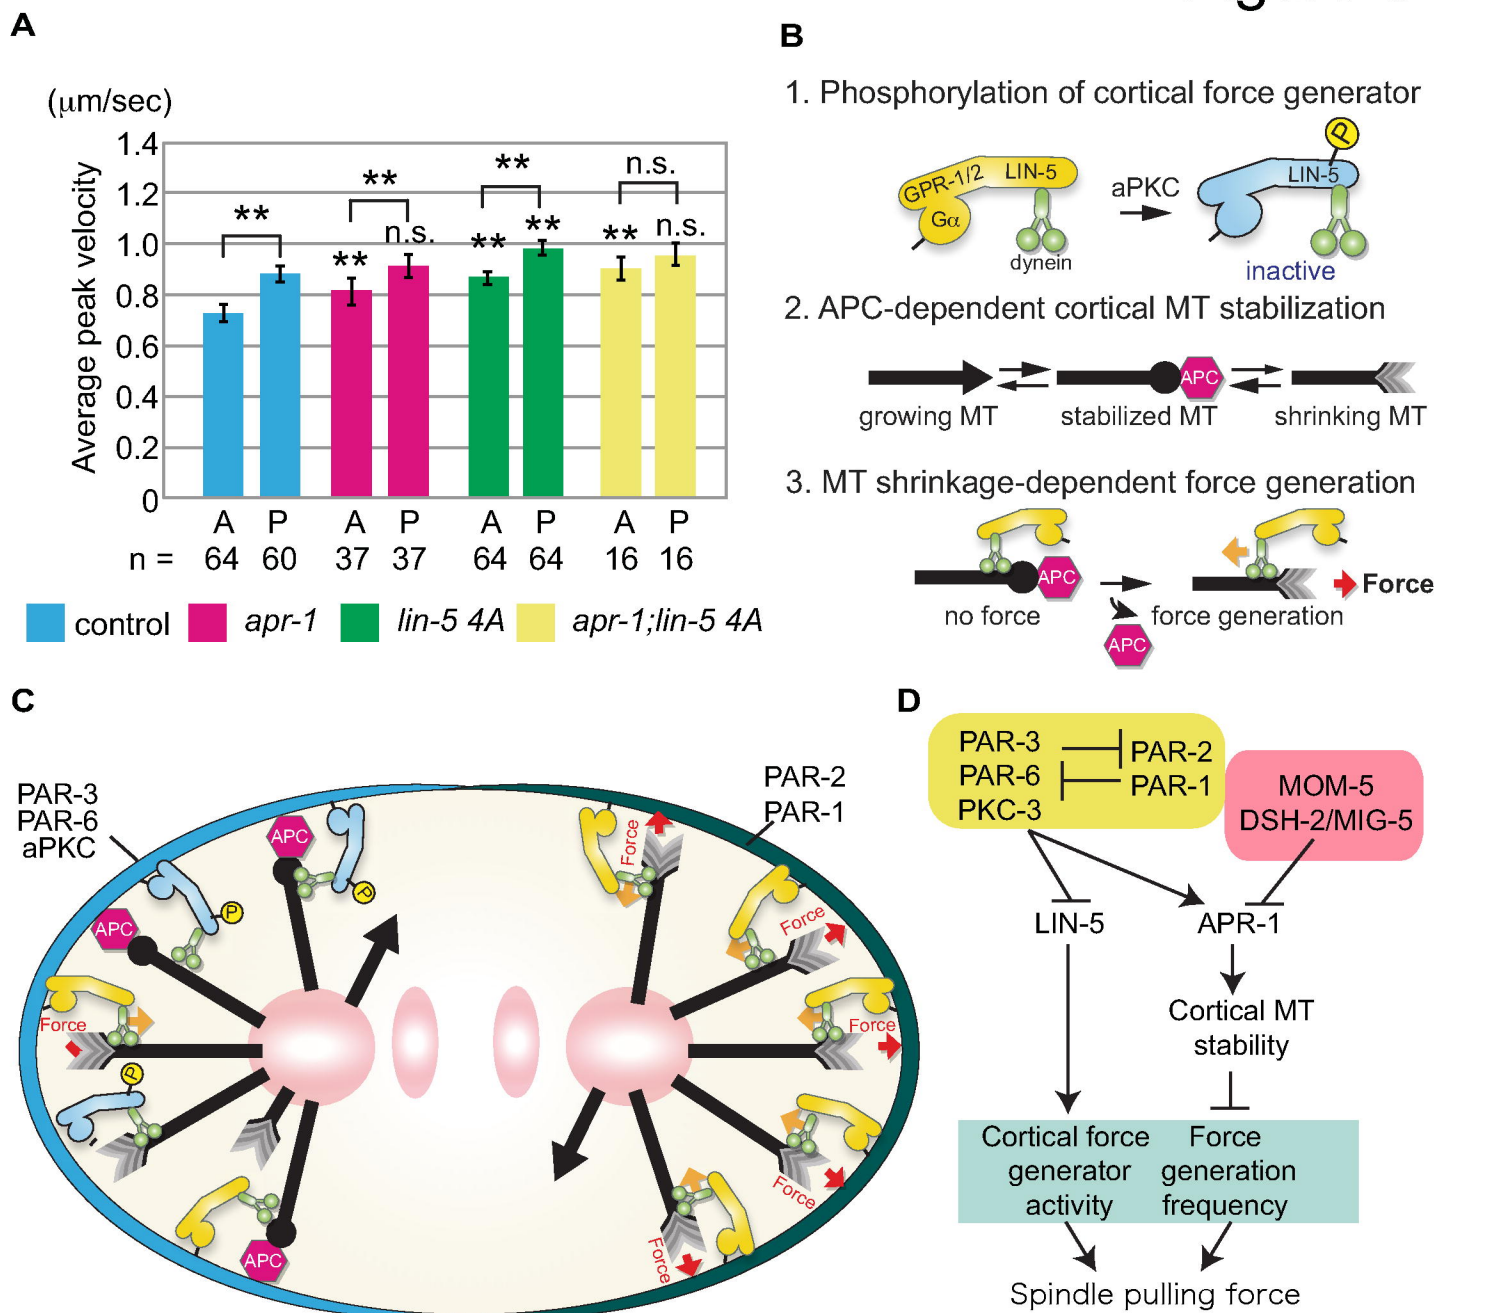 A
(μm/sec)
Average peak velocity
1.4
1.2
1.0
0.8
0.6
0.4
0.2
0
** ** ** n.s.
** n.s. ** ** ** n.s.
A P A P A P A P
n = 64 60 37 37 64 64 16 16
control apr-1 lin-5 4A apr-1;lin-5 4A
B
1. Phosphorylation of cortical force generator
P
GPR-1/2 LIN-5 aPKC LIN-5
Gα
dynein inactive
2. APC-dependent cortical MT stabilization
APC
growing MT stabilized MT shrinking MT
3. MT shrinkage-dependent force generation
APC Force
no force force generation
APC
C
PAR-3
PAR-6
aPKC
PAR-2
PAR-1
APC
P
APC
P
Force
P
APC
Force
Force
Force
Force
Force
D
PAR-3 PAR-2
PAR-6 PAR-1
PKC-3
MOM-5
DSH-2/MIG-5
LIN-5 APR-1
Cortical MT
stability
Cortical force
generator
activity
Force
generation
frequency
Spindle pulling force